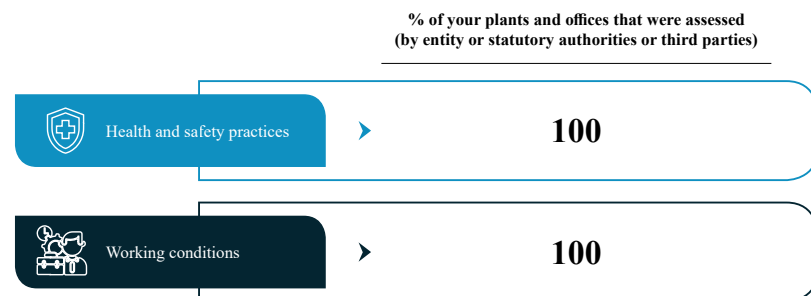 % of your plants and offices that were assessed
(by entity or statutory authorities or third parties)
Health and safety practices
100
Working conditions
100